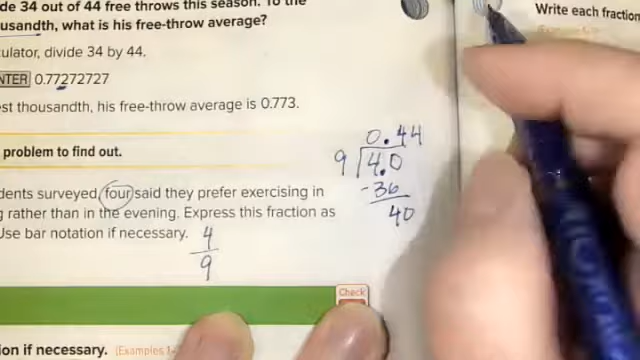 de 34 out of 44 free throws this season. To the
usandth, what is his free-throw average?
Write each fraction
culator, divide 34 by 44.
NTER 0.77272727
est thousandth, his free-throw average is 0.773.
problem to find out.
0.44
9 4.0
-36
40
dents surveyed, four said they prefer exercising in
g rather than in the evening. Express this fraction as
Use bar notation if necessary.
4
9
Check
ion if necessary. (Examples 1-